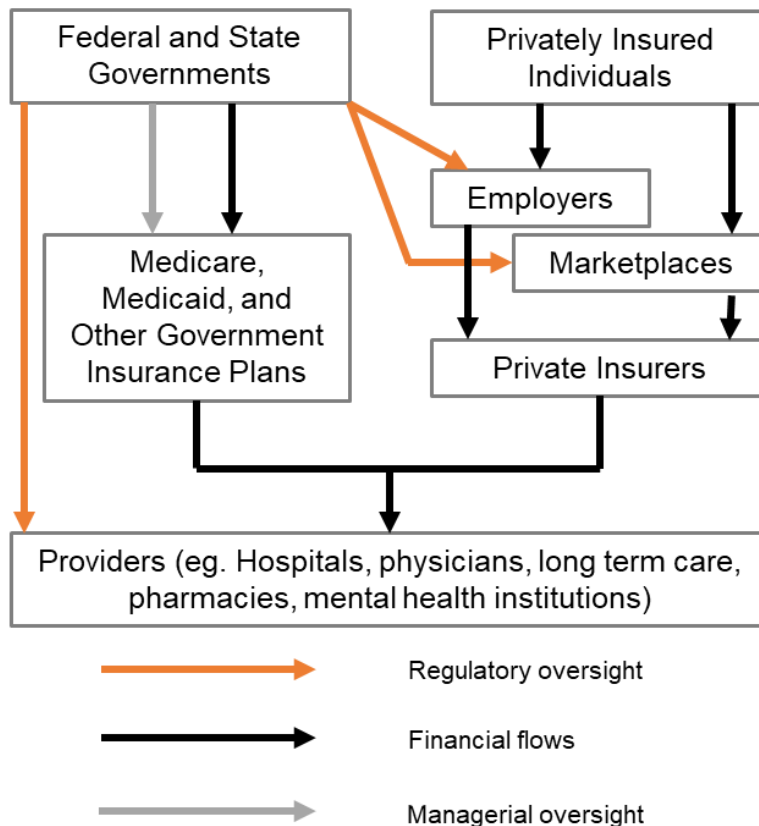 Federal and State
Governments
Privately Insured
Individuals
Employers
Marketplaces
Medicare,
Medicaid, and
Other Government
Insurance Plans
Private Insurers
Providers (eg. Hospitals, physicians, long term care,
pharmacies, mental health institutions)
Regulatory oversight
Financial flows
Managerial oversight